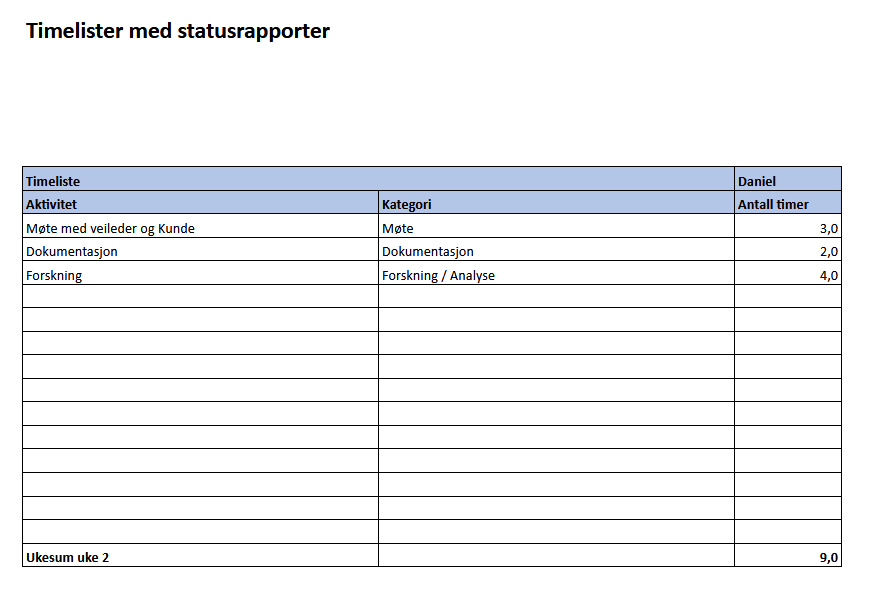 Timelister med statusrapporter
Timeliste Daniel
Aktivitet Kategori Antall timer
Møte med veileder og Kunde Møte 3,0
Dokumentasjon Dokumentasjon 2,0
Forskning Forskning / Analyse 4,0
Ukesum uke 2 9,0